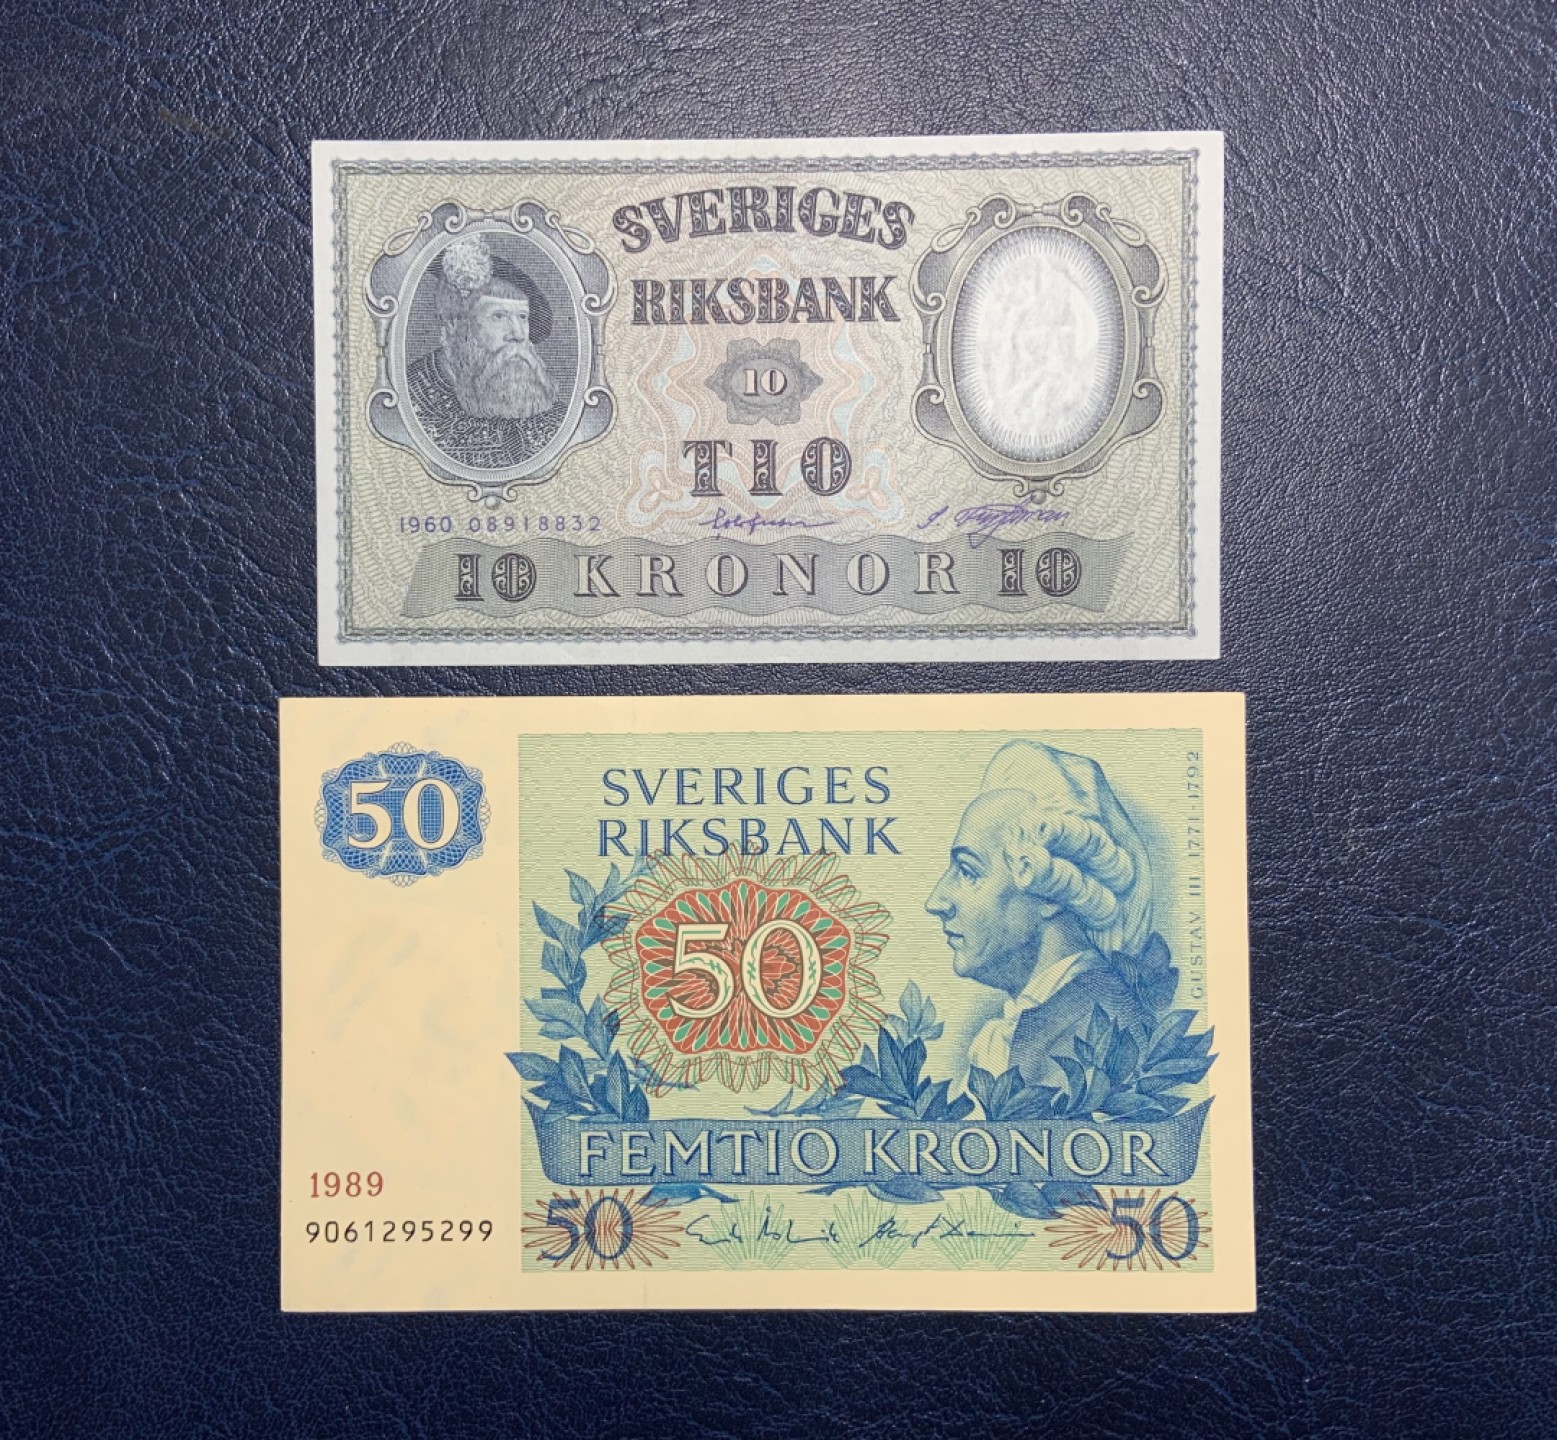 SVERIGES
RIKSBANK
10
TIO
1960 08918832
10 KRONOR 10
50
SVERIGES
RIKSBANK
50
GUSTAV III 1771-1792
FEMTIO KRONOR
1989
9061295299
50 50